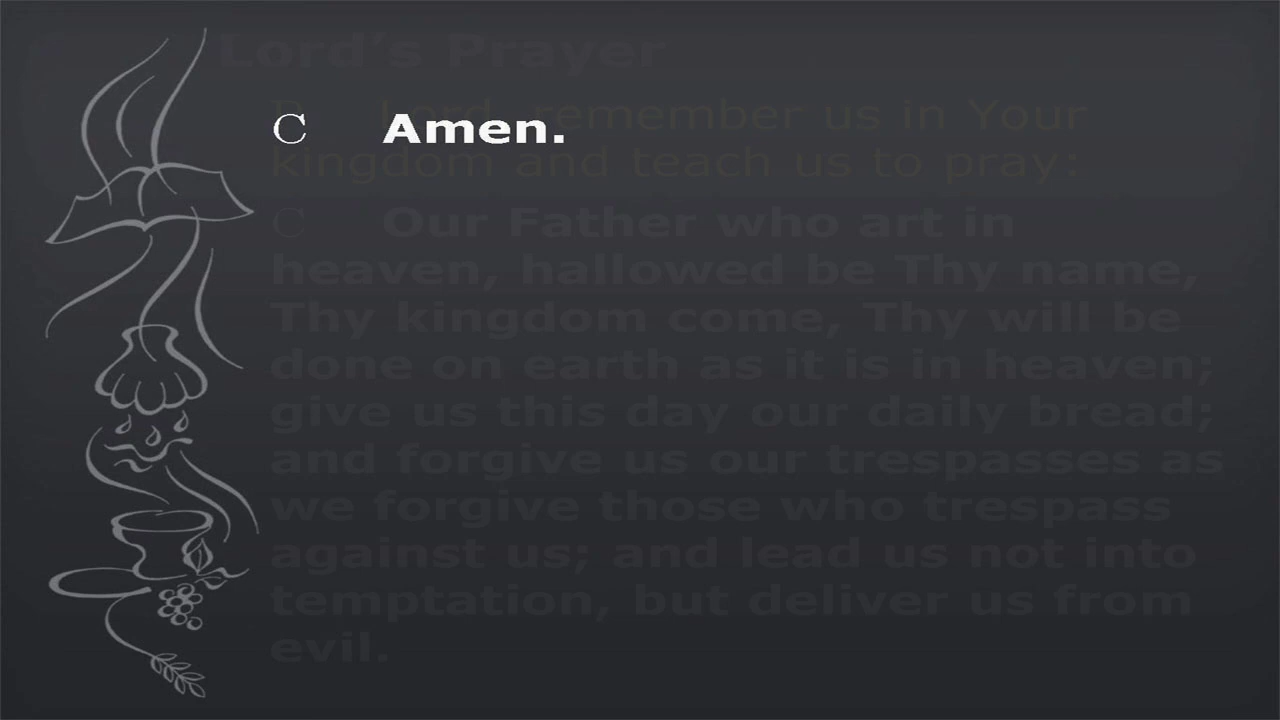 Lord’s Prayer
C Amen.
P Lord, remember us in Your
kingdom and teach us to pray:
C Our Father who art in
heaven, hallowed be Thy name,
Thy kingdom come, Thy will be
done on earth as it is in heaven;
give us this day our daily bread;
and forgive us our trespasses as
we forgive those who trespass
against us; and lead us not into
temptation, but deliver us from
evil.